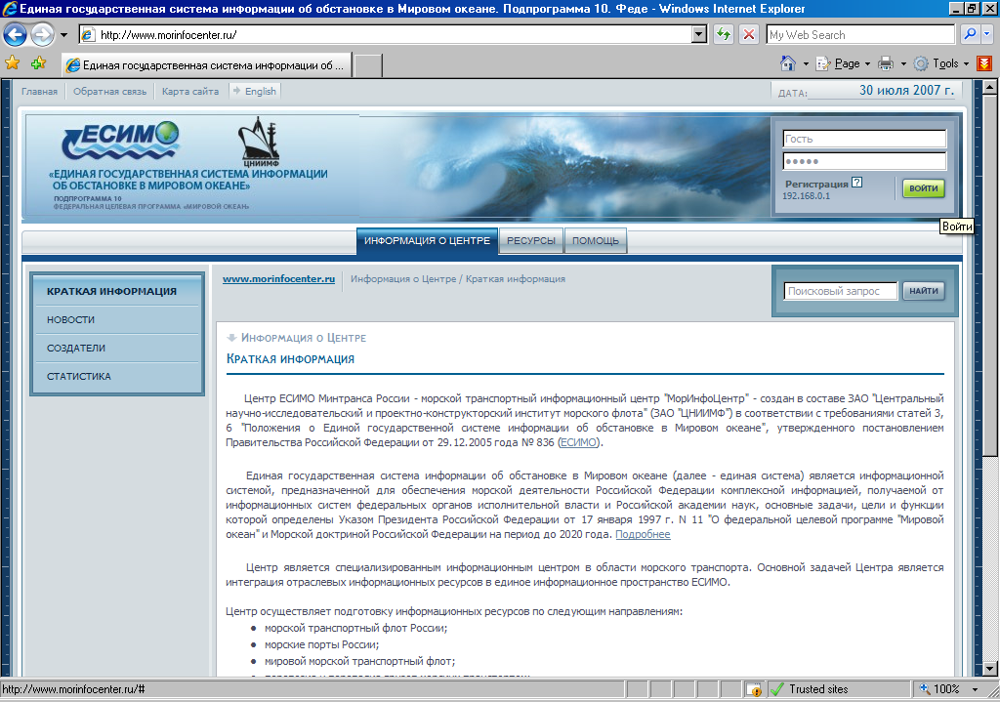 Единая государственная система информации об обстановке в Мировом океане. Подпрограмма 10. Феде - Windows Internet Explorer
http://www.morinfocenter.ru/
My Web Search
Единая государственная система информации об ...
Page
Tools
Главная
Обратная связь
Карта сайта
English
ДАТА:
30 июля 2007 г.
ЕСИМО
ЦНИИМФ
«ЕДИНАЯ ГОСУДАРСТВЕННАЯ СИСТЕМА ИНФОРМАЦИИ
ОБ ОБСТАНОВКЕ В МИРОВОМ ОКЕАНЕ»
ПОДПРОГРАММА 10
ФЕДЕРАЛЬНАЯ ЦЕЛЕВАЯ ПРОГРАММА «МИРОВОЙ ОКЕАН»
Гость
●●●●●
Регистрация ?
192.168.0.1
ВОЙТИ
Войти
ИНФОРМАЦИЯ О ЦЕНТРЕ
РЕСУРСЫ
ПОМОЩЬ
КРАТКАЯ ИНФОРМАЦИЯ
НОВОСТИ
СОЗДАТЕЛИ
СТАТИСТИКА
www.morinfocenter.ru
Информация о Центре / Краткая информация
Поисковый запрос
НАЙТИ
Информация о Центре
Краткая информация
Центр ЕСИМО Минтранса России - морской транспортный информационный центр "МорИнфоЦентр" - создан в составе ЗАО "Центральный
научно-исследовательский и проектно-конструкторский институт морского флота" (ЗАО "ЦНИИМФ") в соответствии с требованиями статей 3,
6 "Положения о Единой государственной системе информации об обстановке в Мировом океане", утвержденного постановлением
Правительства Российской Федерации от 29.12.2005 года № 836 (ЕСИМО).
Единая государственная система информации об обстановке в Мировом океане (далее - единая система) является информационной
системой, предназначенной для обеспечения морской деятельности Российской Федерации комплексной информацией, получаемой от
информационных систем федеральных органов исполнительной власти и Российской академии наук, основные задачи, цели и функции
которой определены Указом Президента Российской Федерации от 17 января 1997 г. N 11 "О федеральной целевой программе "Мировой
океан" и Морской доктриной Российской Федерации на период до 2020 года. Подробнее
Центр является специализированным информационным центром в области морского транспорта. Основной задачей Центра является
интеграция отраслевых информационных ресурсов в единое информационное пространство ЕСИМО.
Центр осуществляет подготовку информационных ресурсов по следующим направлениям:
● морской транспортный флот России;
● морские порты России;
● мировой морской транспортный флот;
http://www.morinfocenter.ru/#
Trusted sites
100%